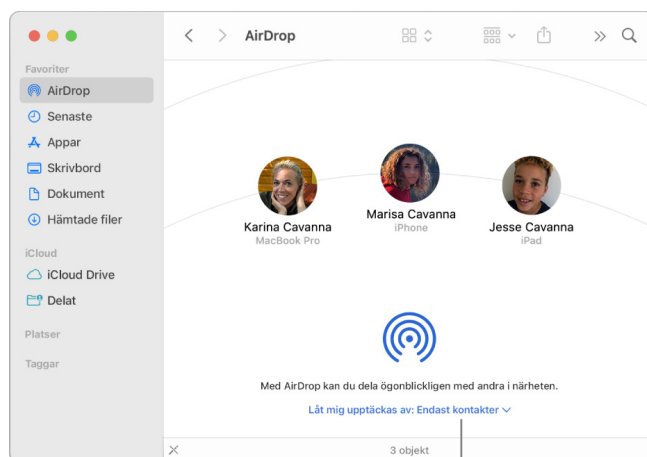 AirDrop
Favoriter
AirDrop
Senaste
Appar
Skrivbord
Dokument
Hämtade filer
iCloud
iCloud Drive
Delat
Platser
Taggar
Karina Cavanna
MacBook Pro
Marisa Cavanna
iPhone
Jesse Cavanna
iPad
Med AirDrop kan du dela ögonblickligen med andra i närheten.
Låt mig upptäckas av: Endast kontakter
3 objekt